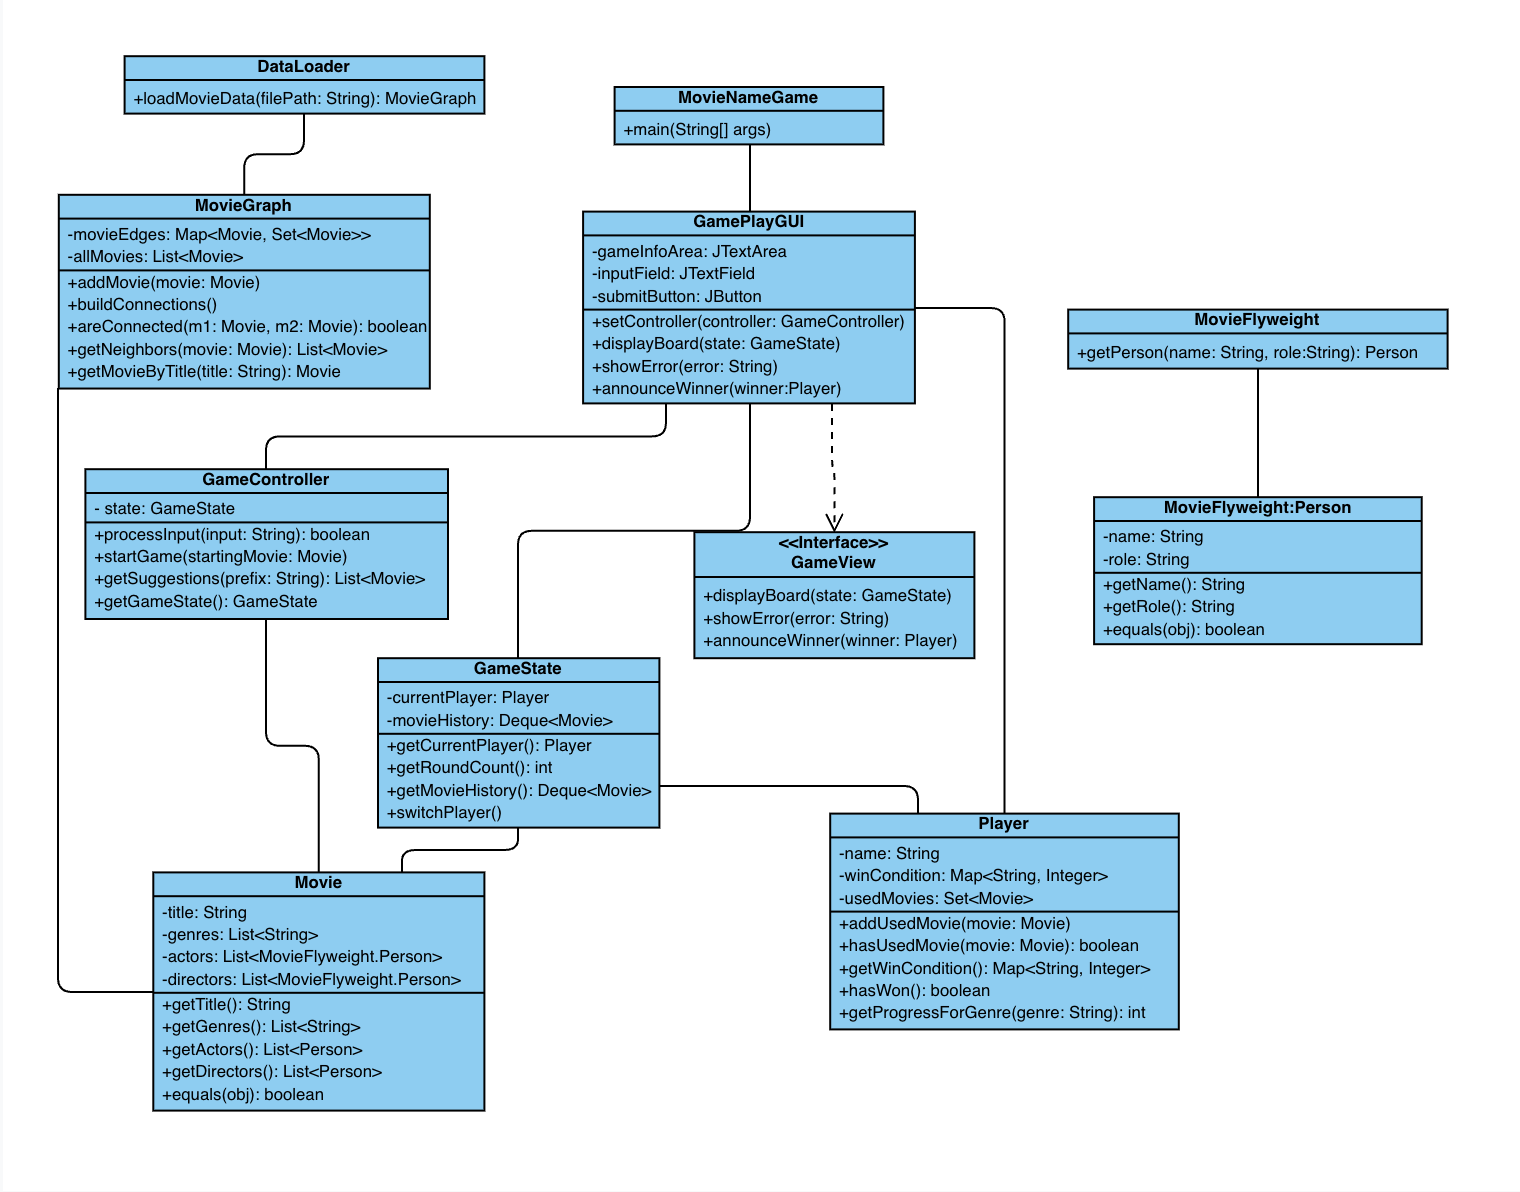 DataLoader
+loadMovieData(filePath: String): MovieGraph
MovieNameGame
+main(String[] args)
MovieGraph
-movieEdges: Map<Movie, Set<Movie>>
-allMovies: List<Movie>
+addMovie(movie: Movie)
+buildConnections()
+areConnected(m1: Movie, m2: Movie): boolean
+getNeighbors(movie: Movie): List<Movie>
+getMovieByTitle(title: String): Movie
GamePlayGUI
-gameInfoArea: JTextArea
-inputField: JTextField
-submitButton: JButton
+setController(controller: GameController)
+displayBoard(state: GameState)
+showError(error: String)
+announceWinner(winner:Player)
MovieFlyweight
+getPerson(name: String, role:String): Person
GameController
- state: GameState
+processInput(input: String): boolean
+startGame(startingMovie: Movie)
+getSuggestions(prefix: String): List<Movie>
+getGameState(): GameState
<<Interface>>
GameView
+displayBoard(state: GameState)
+showError(error: String)
+announceWinner(winner: Player)
MovieFlyweight:Person
-name: String
-role: String
+getName(): String
+getRole(): String
+equals(obj): boolean
GameState
-currentPlayer: Player
-movieHistory: Deque<Movie>
+getCurrentPlayer(): Player
+getRoundCount(): int
+getMovieHistory(): Deque<Movie>
+switchPlayer()
Player
-name: String
-winCondition: Map<String, Integer>
-usedMovies: Set<Movie>
+addUsedMovie(movie: Movie)
+hasUsedMovie(movie: Movie): boolean
+getWinCondition(): Map<String, Integer>
+hasWon(): boolean
+getProgressForGenre(genre: String): int
Movie
-title: String
-genres: List<String>
-actors: List<MovieFlyweight.Person>
-directors: List<MovieFlyweight.Person>
+getTitle(): String
+getGenres(): List<String>
+getActors(): List<Person>
+getDirectors(): List<Person>
+equals(obj): boolean